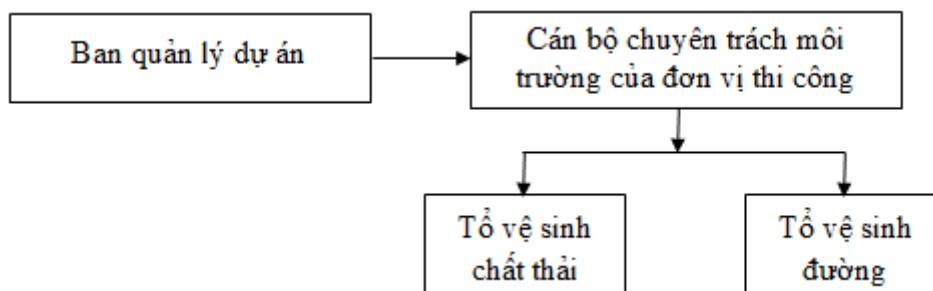 Ban quản lý dự án
Cán bộ chuyên trách môi
trường của đơn vị thi công
Tổ vệ sinh
chất thải
Tổ vệ sinh
đường